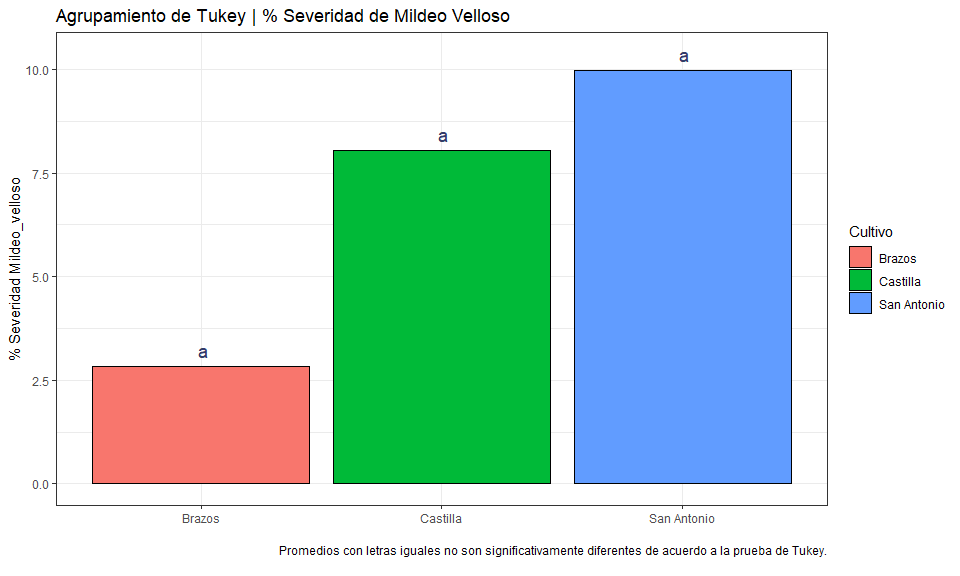 Agrupamiento de Tukey | % Severidad de Mildeo Velloso
% Severidad Mildeo_velloso
10.0
7.5
5.0
2.5
0.0
a
a
a
Brazos
Castilla
San Antonio
Cultivo
Brazos
Castilla
San Antonio
Promedios con letras iguales no son significativamente diferentes de acuerdo a la prueba de Tukey.